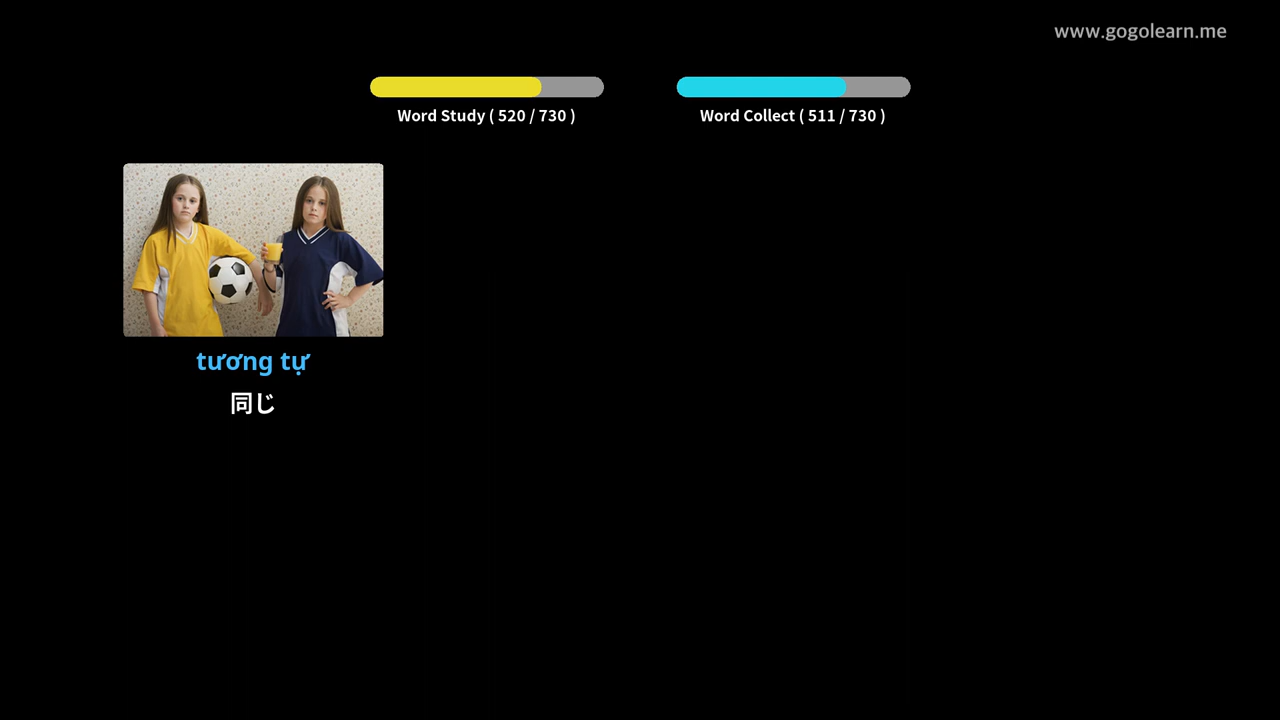 www.gogolearn.me
Word Study ( 520 / 730 )
Word Collect ( 511 / 730 )
tương tự
同じ